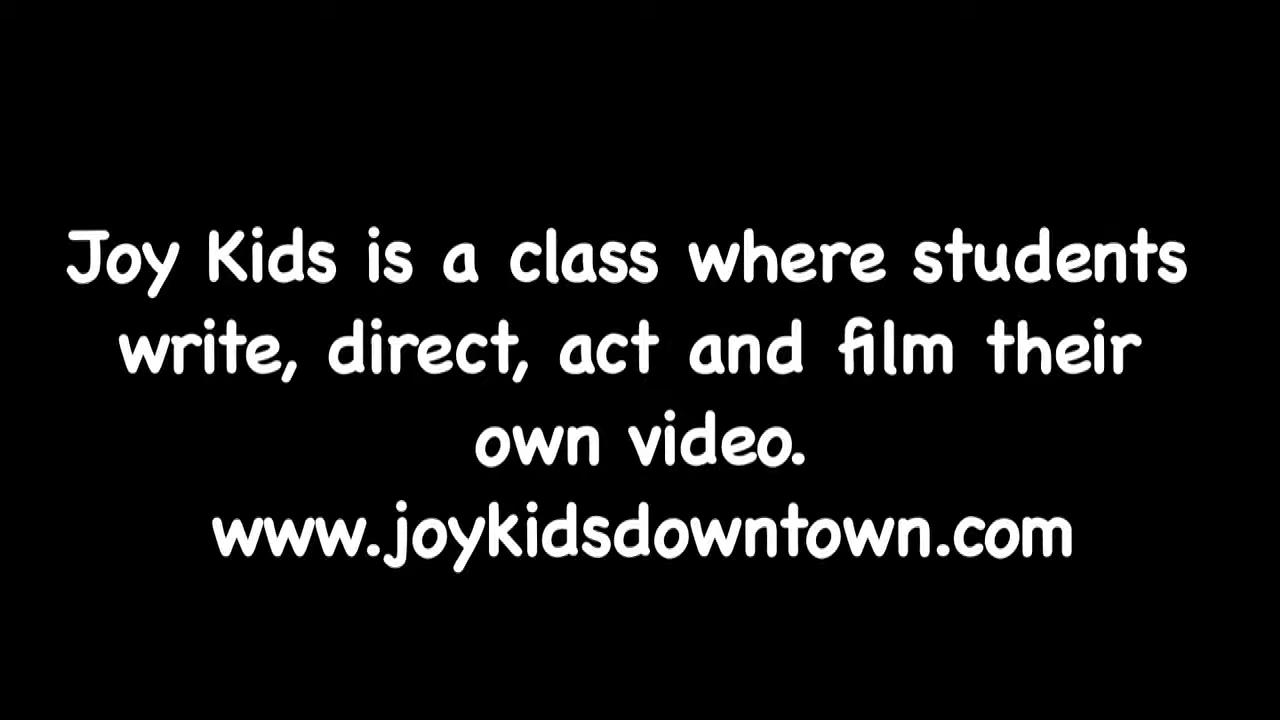 Joy Kids is a class where students
write, direct, act and film their
own video.
www.joykidsdowntown.com